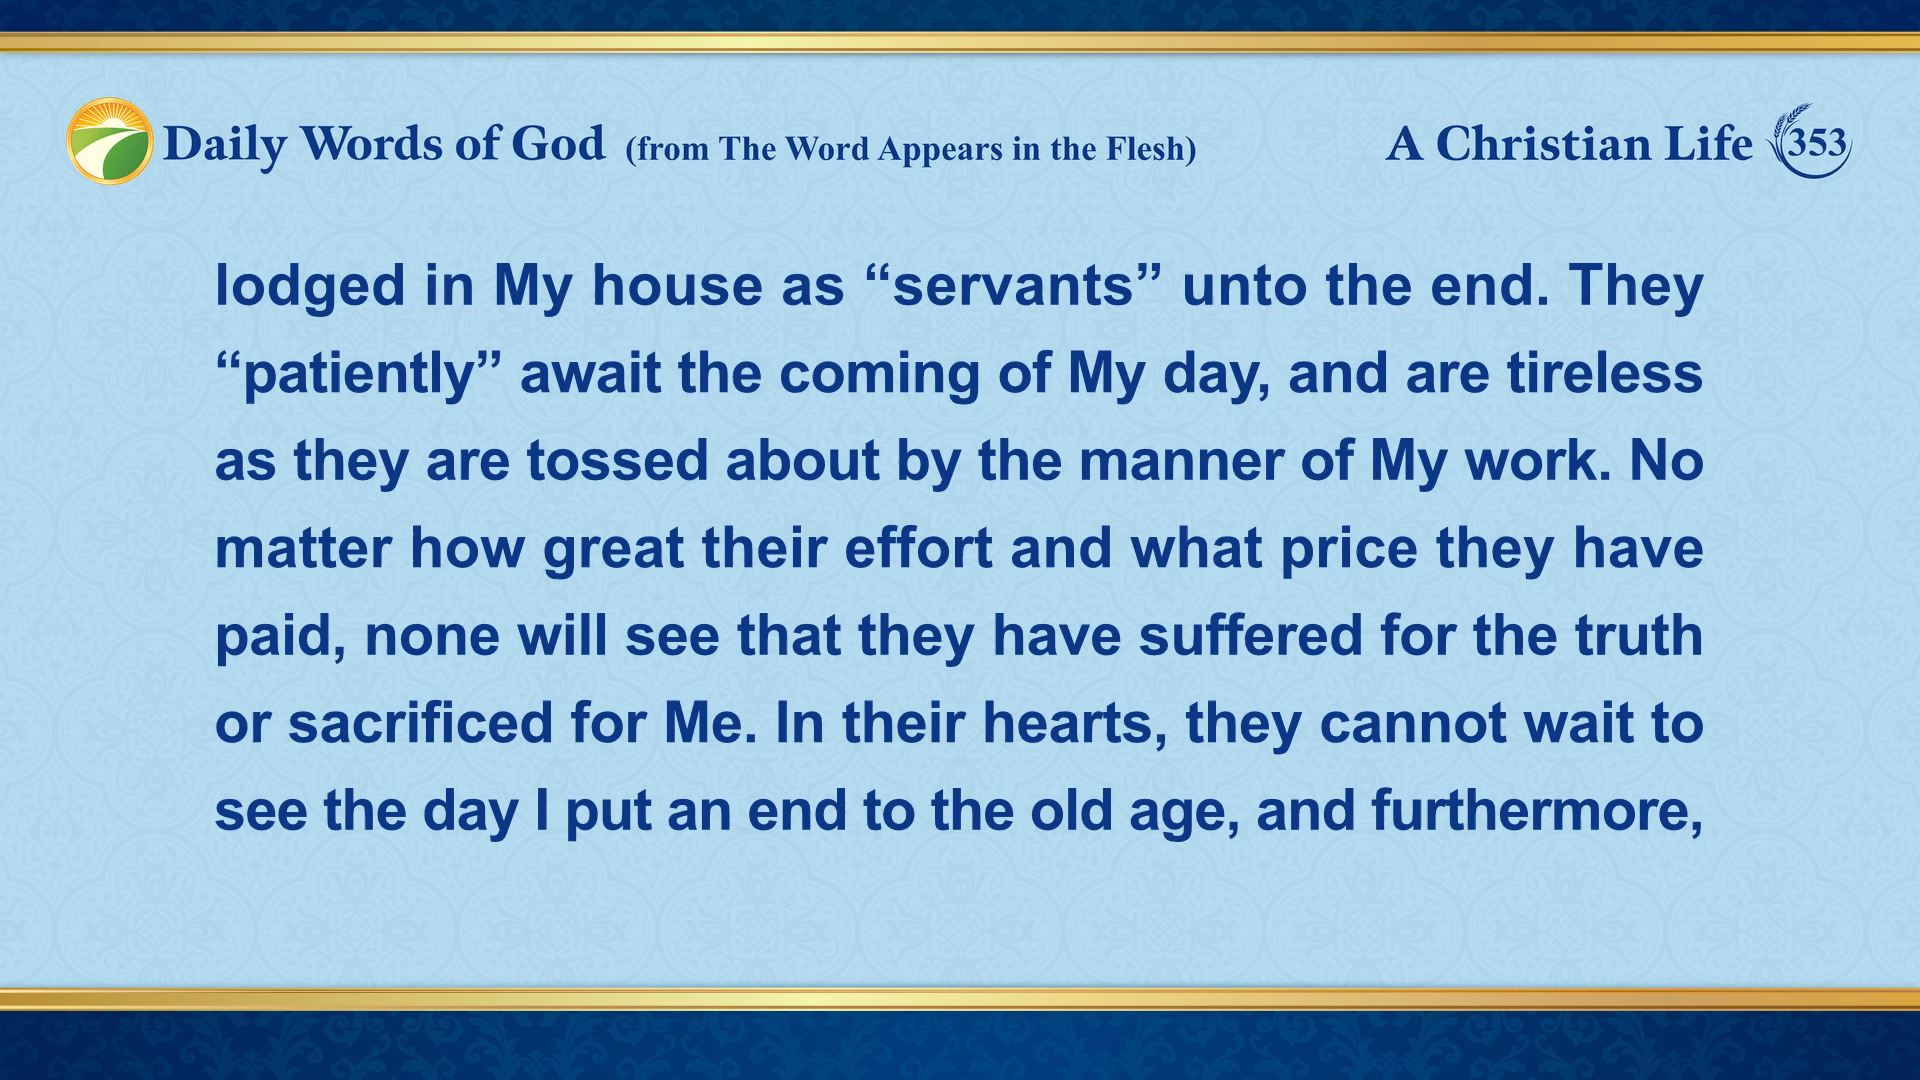 Daily Words of God (from The Word Appears in the Flesh) A Christian Life 353
lodged in My house as “servants” unto the end. They
“patiently” await the coming of My day, and are tireless
as they are tossed about by the manner of My work. No
matter how great their effort and what price they have
paid, none will see that they have suffered for the truth
or sacrificed for Me. In their hearts, they cannot wait to
see the day I put an end to the old age, and furthermore,